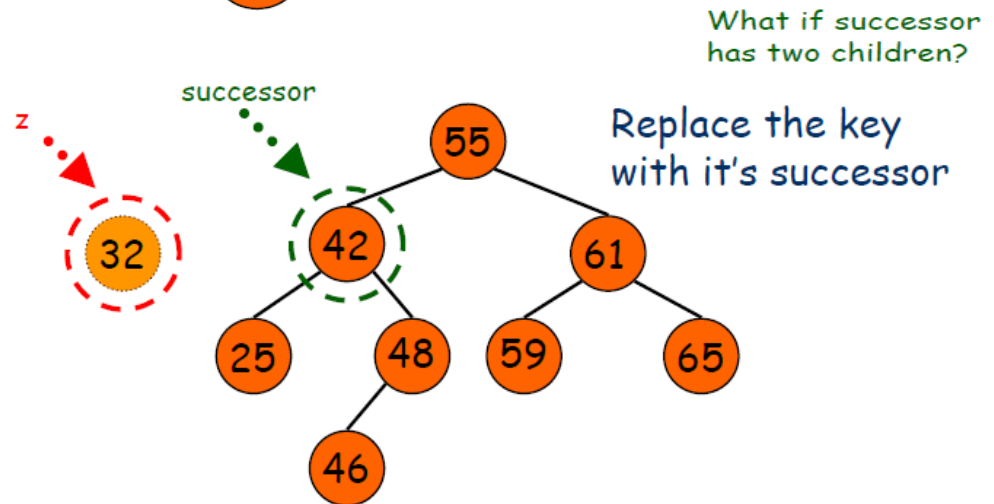 What if successor
has two children?
successor
z
Replace the key
with it's successor
55
32
42
61
25
48
59
65
46